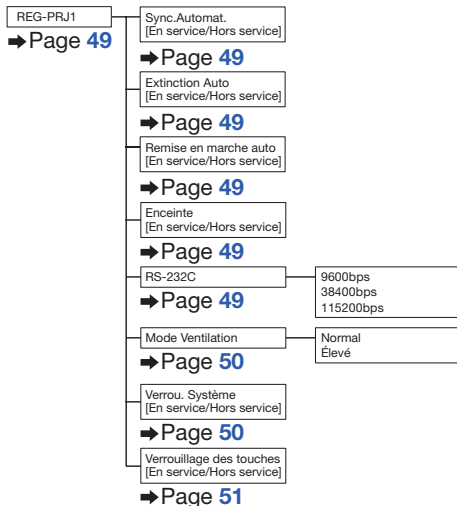 REG-PRJ1
➡Page 49
Sync.Automat.
[En service/Hors service]
➡Page 49
Extinction Auto
[En service/Hors service]
➡Page 49
Remise en marche auto
[En service/Hors service]
➡Page 49
Enceinte
[En service/Hors service]
➡Page 49
RS-232C
➡Page 49
9600bps
38400bps
115200bps
Mode Ventilation
➡Page 50
Normal
Élevé
Verrou. Système
[En service/Hors service]
➡Page 50
Verrouillage des touches
[En service/Hors service]
➡Page 51